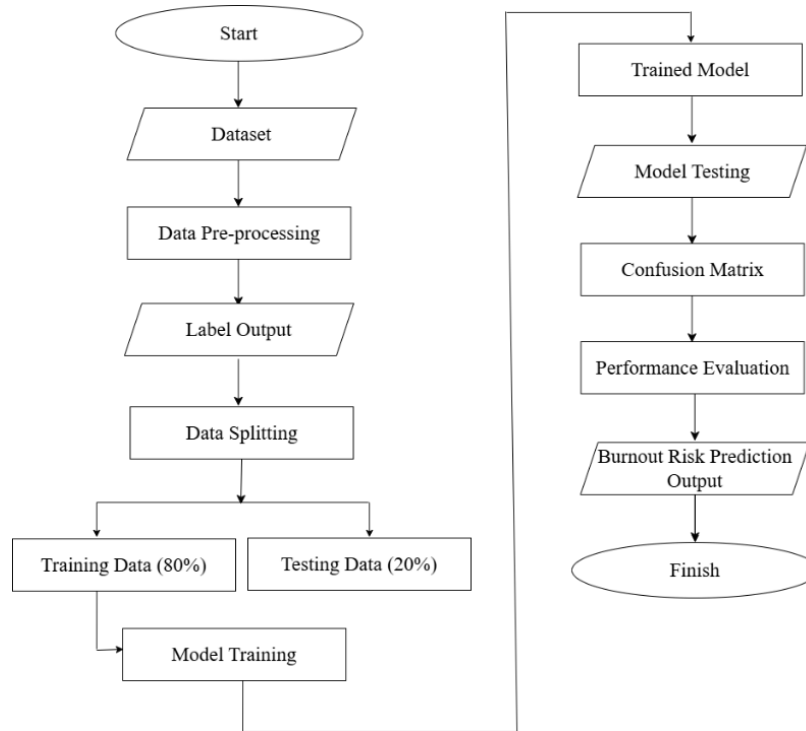 Start
Dataset
Data Pre-processing
Label Output
Data Splitting
Training Data (80%)
Testing Data (20%)
Model Training
Trained Model
Model Testing
Confusion Matrix
Performance Evaluation
Burnout Risk Prediction
Output
Finish